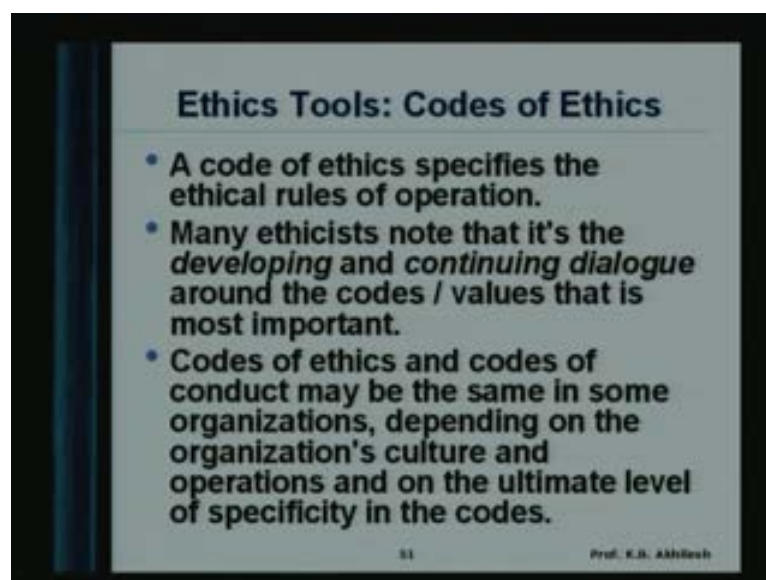 Ethics Tools: Codes of Ethics
• A code of ethics specifies the
ethical rules of operation.
• Many ethicists note that it's the
developing and continuing dialogue
around the codes / values that is
most important.
• Codes of ethics and codes of
conduct may be the same in some
organizations, depending on the
organization's culture and
operations and on the ultimate level
of specificity in the codes.
51 Prof. K.B. Akhilesh